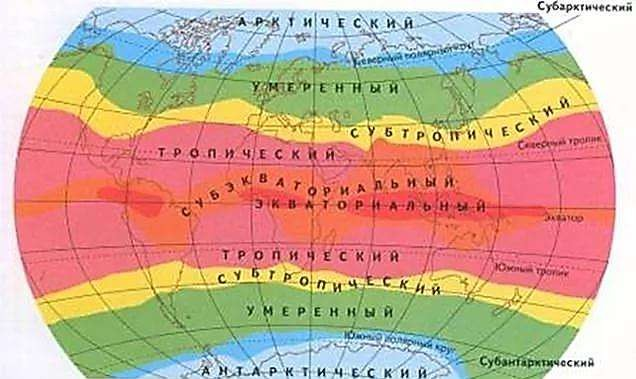 Субарктический
АРКТИЧЕСКИЙ
Северный полярный круг
УМЕРЕННЫЙ
СУБТРОПИЧЕСКИЙ
Северный тропик
ТРОПИЧЕСКИЙ
СУБЭКВАТОРИАЛЬНЫЙ
ЭКВАТОРИАЛЬНЫЙ
Экватор
ТРОПИЧЕСКИЙ
Южный тропик
СУБТРОПИЧЕСКИЙ
УМЕРЕННЫЙ
Южный полярный круг
Субантарктический
АНТАРКТИЧЕСКИЙ